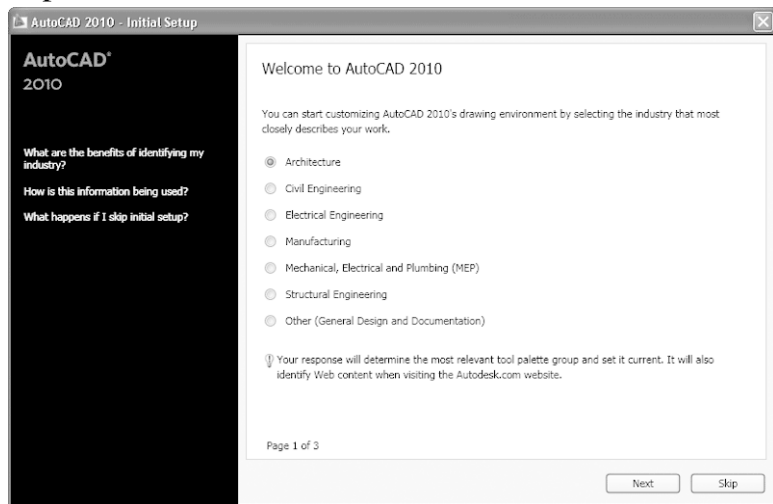 AutoCAD 2010 - Initial Setup
AutoCAD®
2010
What are the benefits of identifying my
industry?
How is this information being used?
What happens if I skip initial setup?
Welcome to AutoCAD 2010
You can start customizing AutoCAD 2010's drawing environment by selecting the industry that most
closely describes your work.
Architecture
Civil Engineering
Electrical Engineering
Manufacturing
Mechanical, Electrical and Plumbing (MEP)
Structural Engineering
Other (General Design and Documentation)
Your response will determine the most relevant tool palette group and set it current. It will also
identify Web content when visiting the Autodesk.com website.
Page 1 of 3
Next
Skip